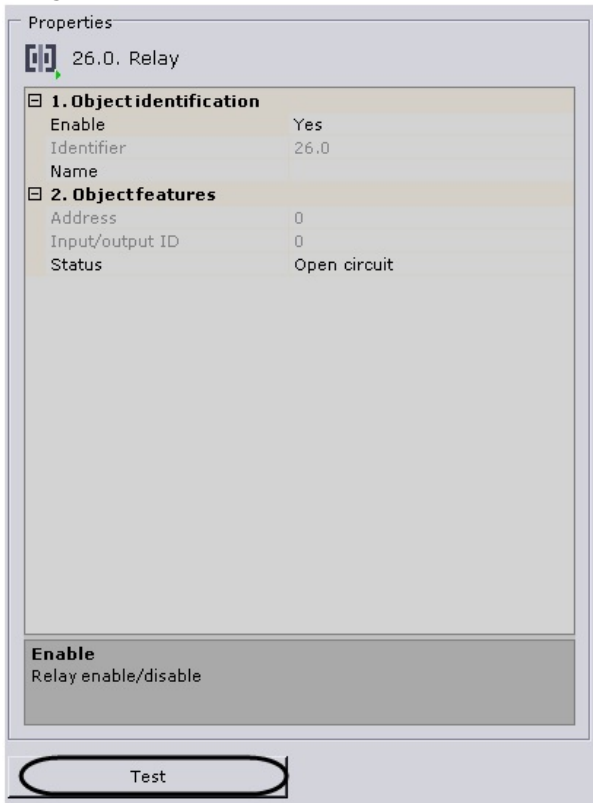 Properties
26.0. Relay
1. Object identification
Enable Yes
Identifier 26.0
Name
2. Object features
Address 0
Input/output ID 0
Status Open circuit
Enable
Relay enable/disable
Test